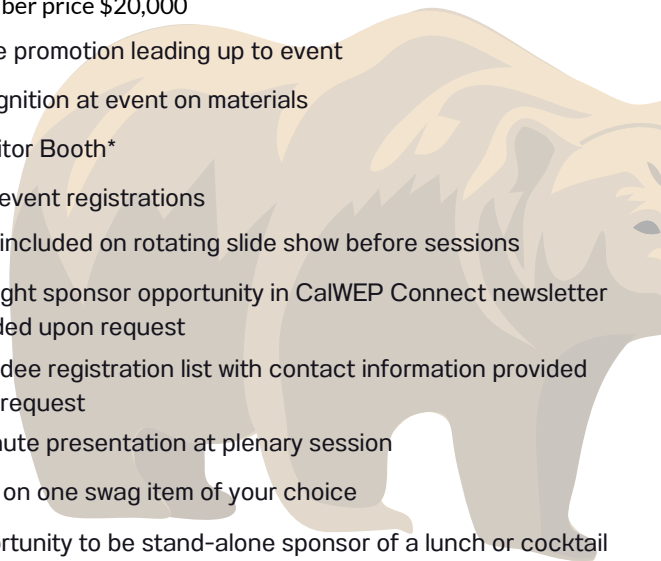 ber price $20,000
e promotion leading up to event
gnition at event on materials
itor Booth*
event registrations
included on rotating slide show before sessions
ght sponsor opportunity in CalWEP Connect newsletter
ded upon request
dee registration list with contact information provided
request
nute presentation at plenary session
on one swag item of your choice
rtunity to be stand-alone sponsor of a lunch or cocktail